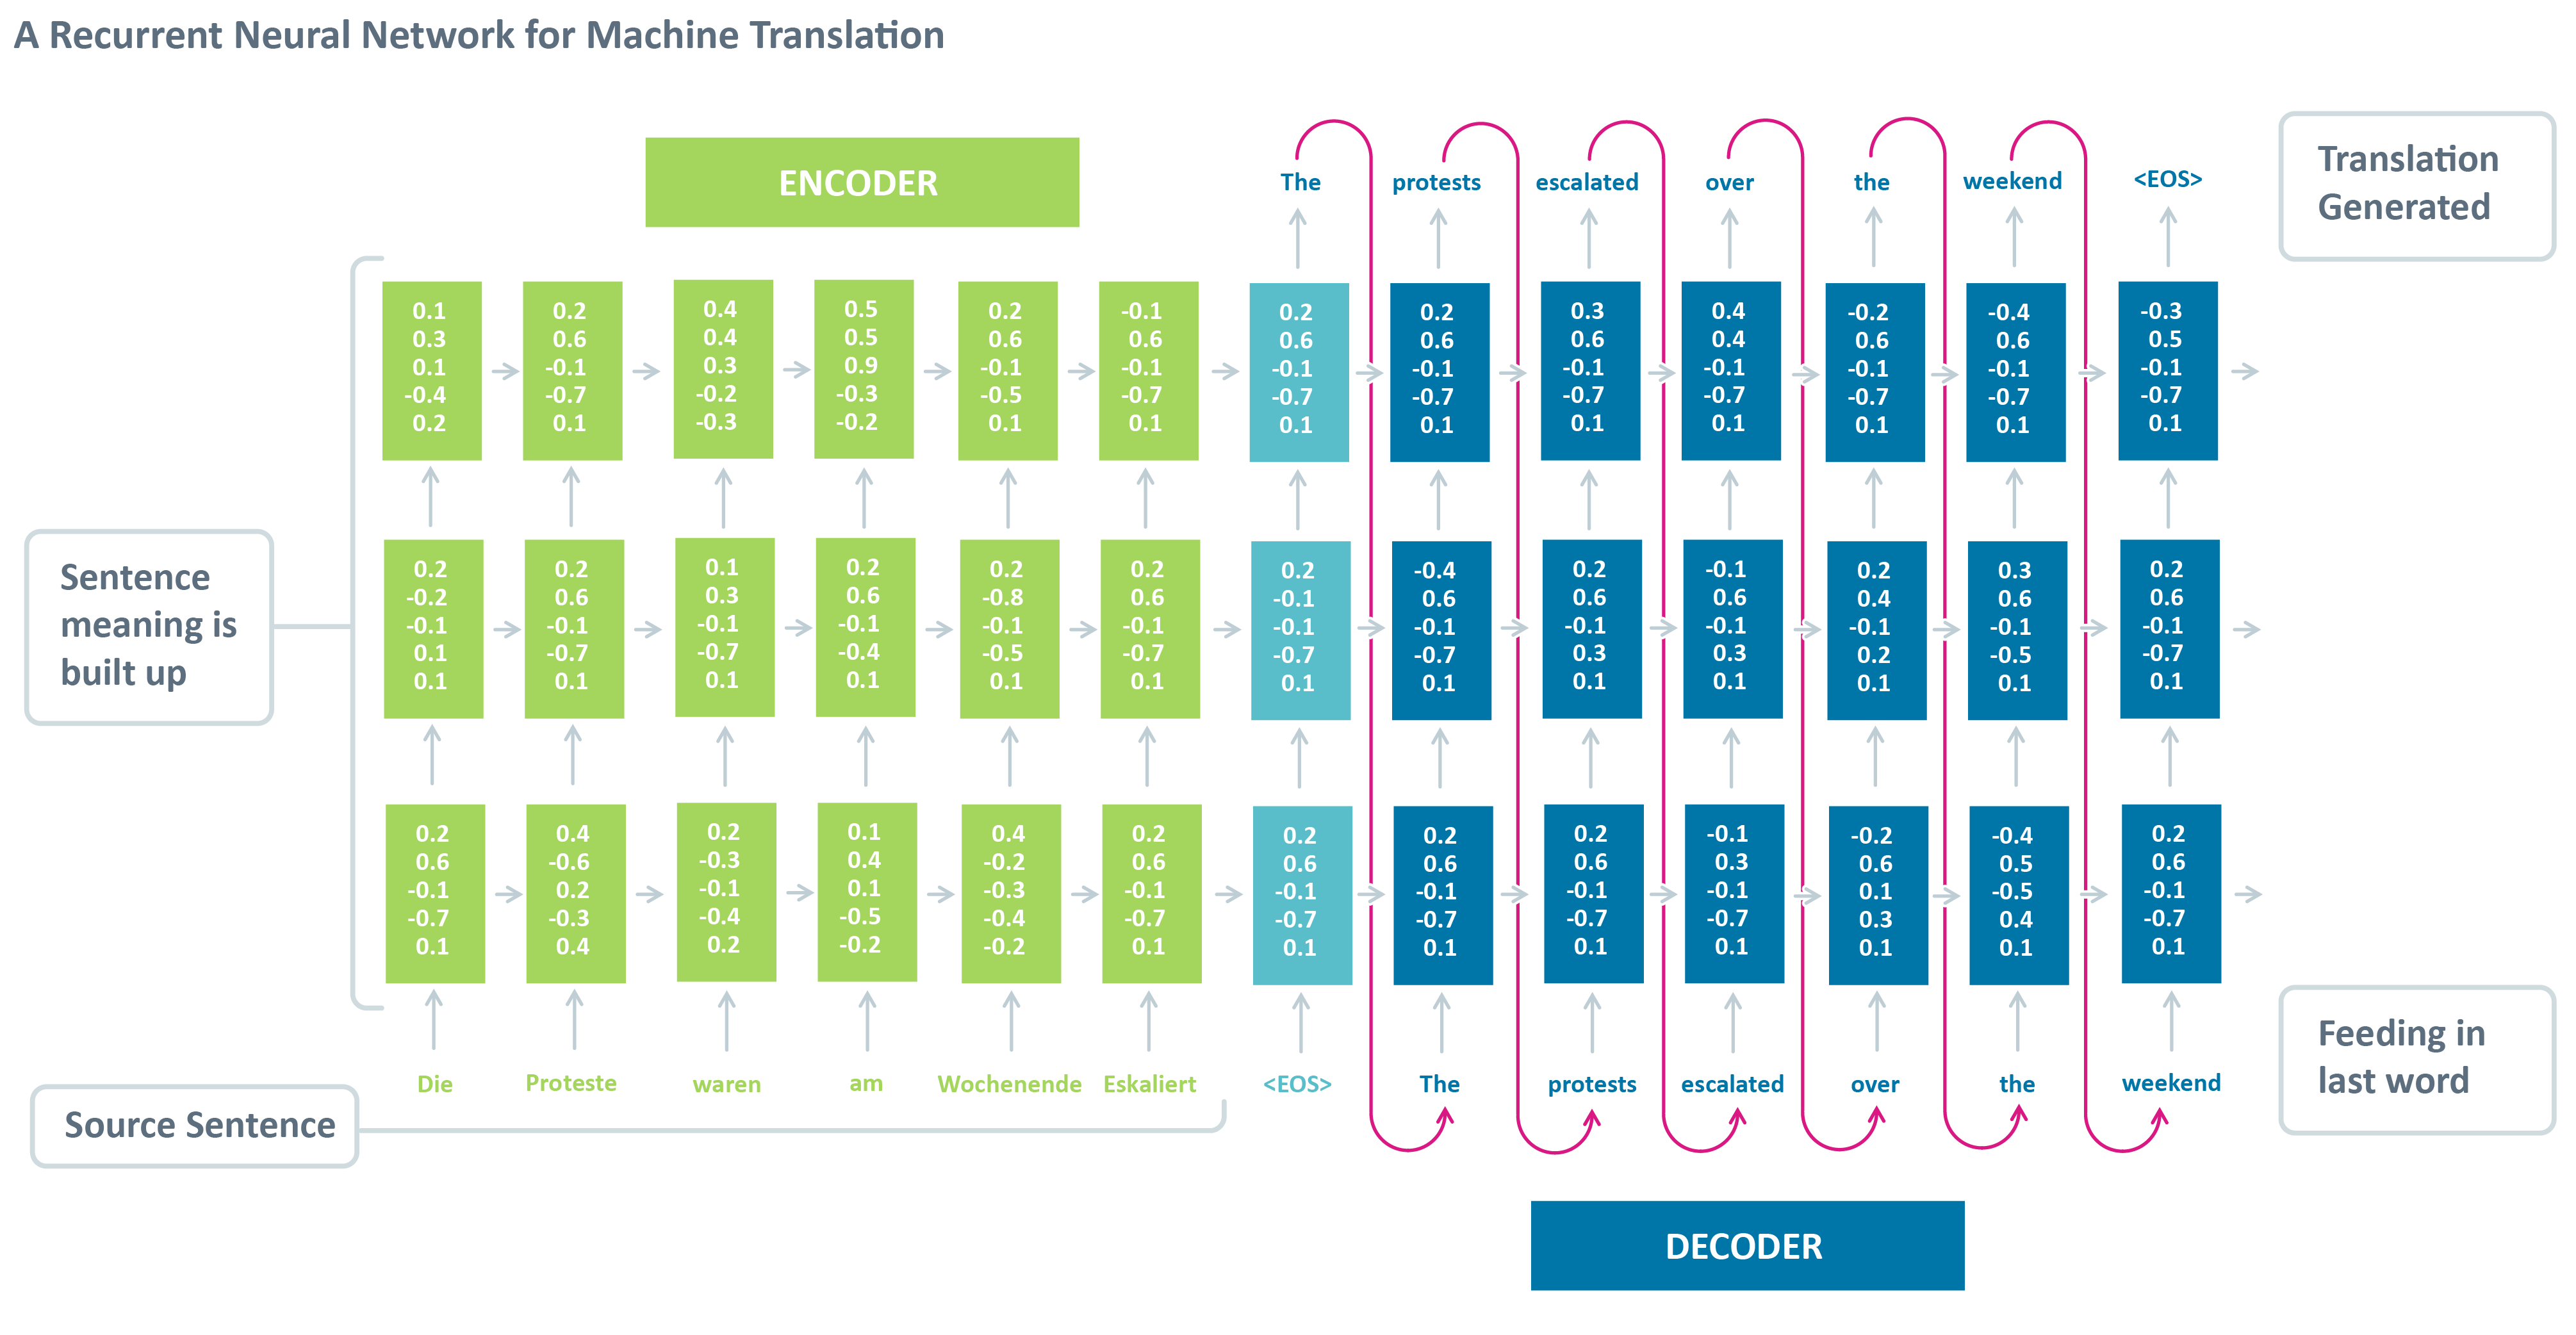 A Recurrent Neural Network for Machine Translation
ENCODER
The protests escalated over the weekend <EOS>
Translation
Generated
0.1 0.2 0.4 0.5 0.2 -0.1 0.2 0.2 0.3 0.4 -0.2 -0.4 -0.3
0.3 0.6 0.4 0.5 0.6 0.6 0.6 0.6 0.6 0.4 0.6 0.6 0.5
0.1 -0.1 0.3 0.9 -0.1 -0.1 -0.1 -0.1 -0.1 -0.1 -0.1 -0.1 -0.1
-0.4 -0.7 -0.2 -0.3 -0.5 -0.7 -0.7 -0.7 -0.7 -0.7 -0.7 -0.7 -0.7
0.2 0.1 -0.3 -0.2 0.1 0.1 0.1 0.1 0.1 0.1 0.1 0.1 0.1
Sentence
meaning is
built up
0.2 0.2 0.1 0.2 0.2 0.2 0.2 -0.4 0.2 -0.1 0.2 0.3 0.2
-0.2 0.6 0.3 0.6 -0.8 0.6 -0.1 0.6 0.6 0.6 0.4 0.6 0.6
-0.1 -0.1 -0.1 -0.1 -0.1 -0.1 -0.1 -0.1 -0.1 -0.1 -0.1 -0.1 -0.1
0.1 -0.7 -0.7 -0.4 -0.5 -0.7 -0.7 -0.7 0.3 0.3 0.2 -0.5 -0.7
0.1 0.1 0.1 0.1 0.1 0.1 0.1 0.1 0.1 0.1 0.1 0.1 0.1
0.2 0.4 0.2 0.1 0.4 0.2 0.2 0.2 0.2 -0.1 -0.2 -0.4 0.2
0.6 -0.6 -0.3 0.4 -0.2 0.6 0.6 0.6 0.6 0.3 0.6 0.5 0.6
-0.1 0.2 -0.1 0.1 -0.3 -0.1 -0.1 -0.1 -0.1 -0.1 0.1 -0.5 -0.1
-0.7 -0.3 -0.4 -0.5 -0.4 -0.7 -0.7 -0.7 -0.7 -0.7 0.3 0.4 -0.7
0.1 0.4 0.2 -0.2 -0.2 0.1 0.1 0.1 0.1 0.1 0.1 0.1 0.1
Die Proteste waren am Wochenende Eskaliert <EOS> The protests escalated over the weekend
Feeding in
last word
Source Sentence
DECODER